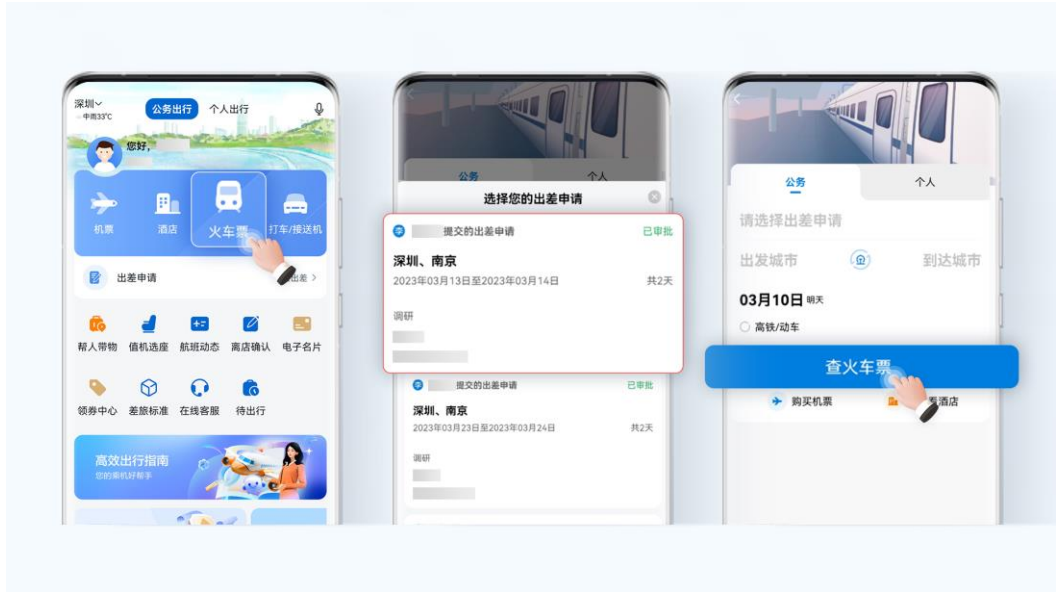 深圳
中雨33°C
公务出行
个人出行
您好,
机票
酒店
火车票
打车/接送机
出差申请
出差 >
帮人带物
值机选座
航班动态
离店确认
电子名片
领券中心
差旅标准
在线客服
待出行
高效出行指南
您的乘机好帮手
公务
个人
选择您的出差申请
提交的出差申请
已审批
深圳、南京
2023年03月13日至2023年03月14日
共2天
调研
提交的出差申请
已审批
深圳、南京
2023年03月23日至2023年03月24日
共2天
调研
公务
个人
请选择出差申请
出发城市
到达城市
03月10日 明天
高铁/动车
查火车票
购买机票
酒店